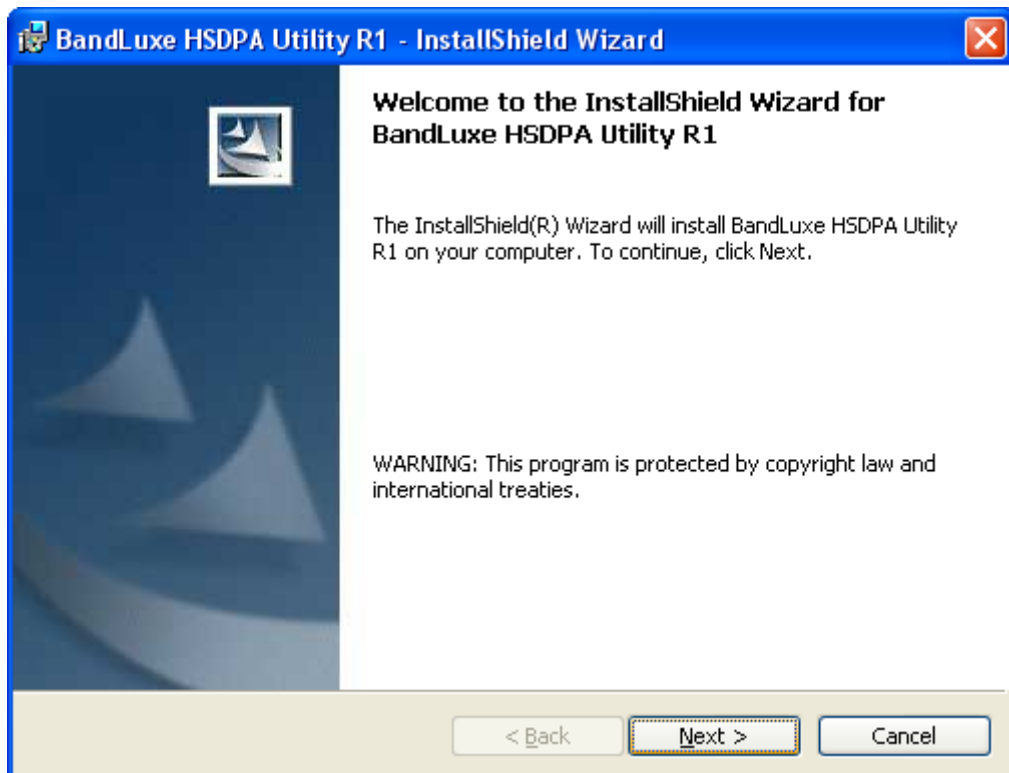 BandLuxe HSDPA Utility R1 - InstallShield Wizard
Welcome to the InstallShield Wizard for
BandLuxe HSDPA Utility R1
The InstallShield(R) Wizard will install BandLuxe HSDPA Utility
R1 on your computer. To continue, click Next.
WARNING: This program is protected by copyright law and
international treaties.
< Back
Next >
Cancel